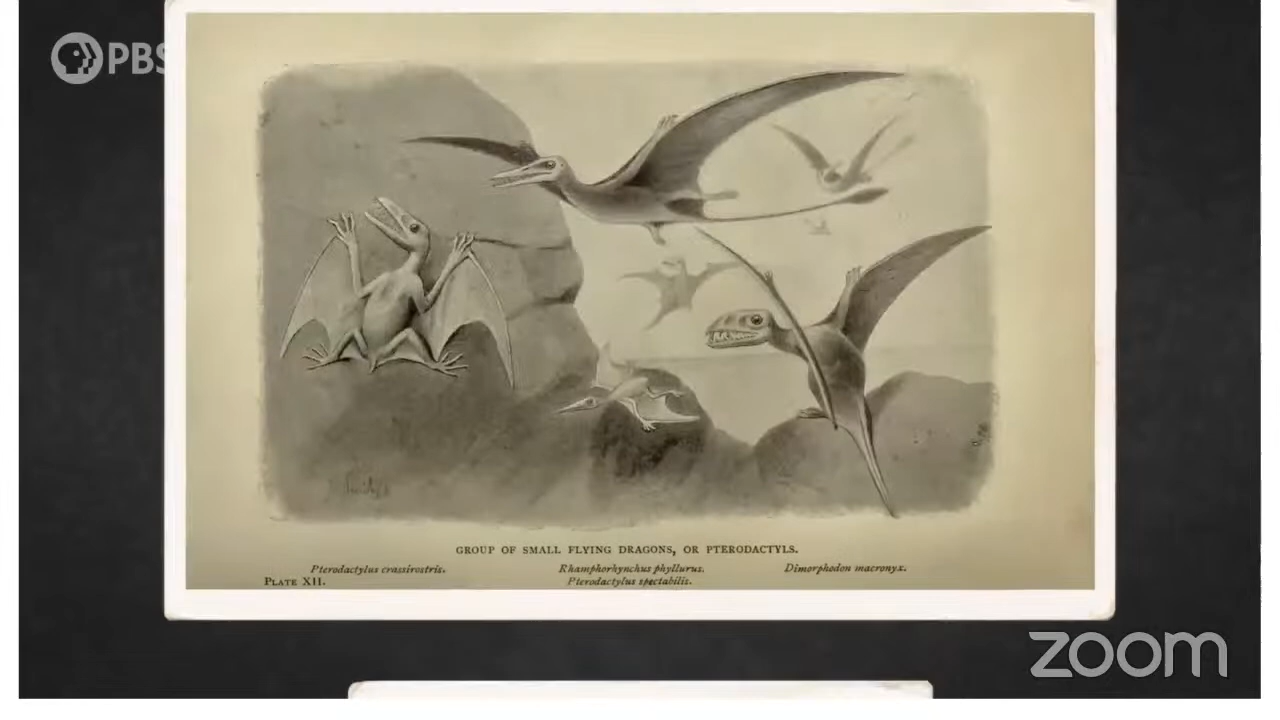 PBS
GROUP OF SMALL FLYING DRAGONS, OR PTERODACTYLS.
Pterodactylus crassirostris. Rhamphorhynchus phyllurus. Dimorphodon macronyx.
PLATE XII. Pterodactylus spectabilis.
zoom